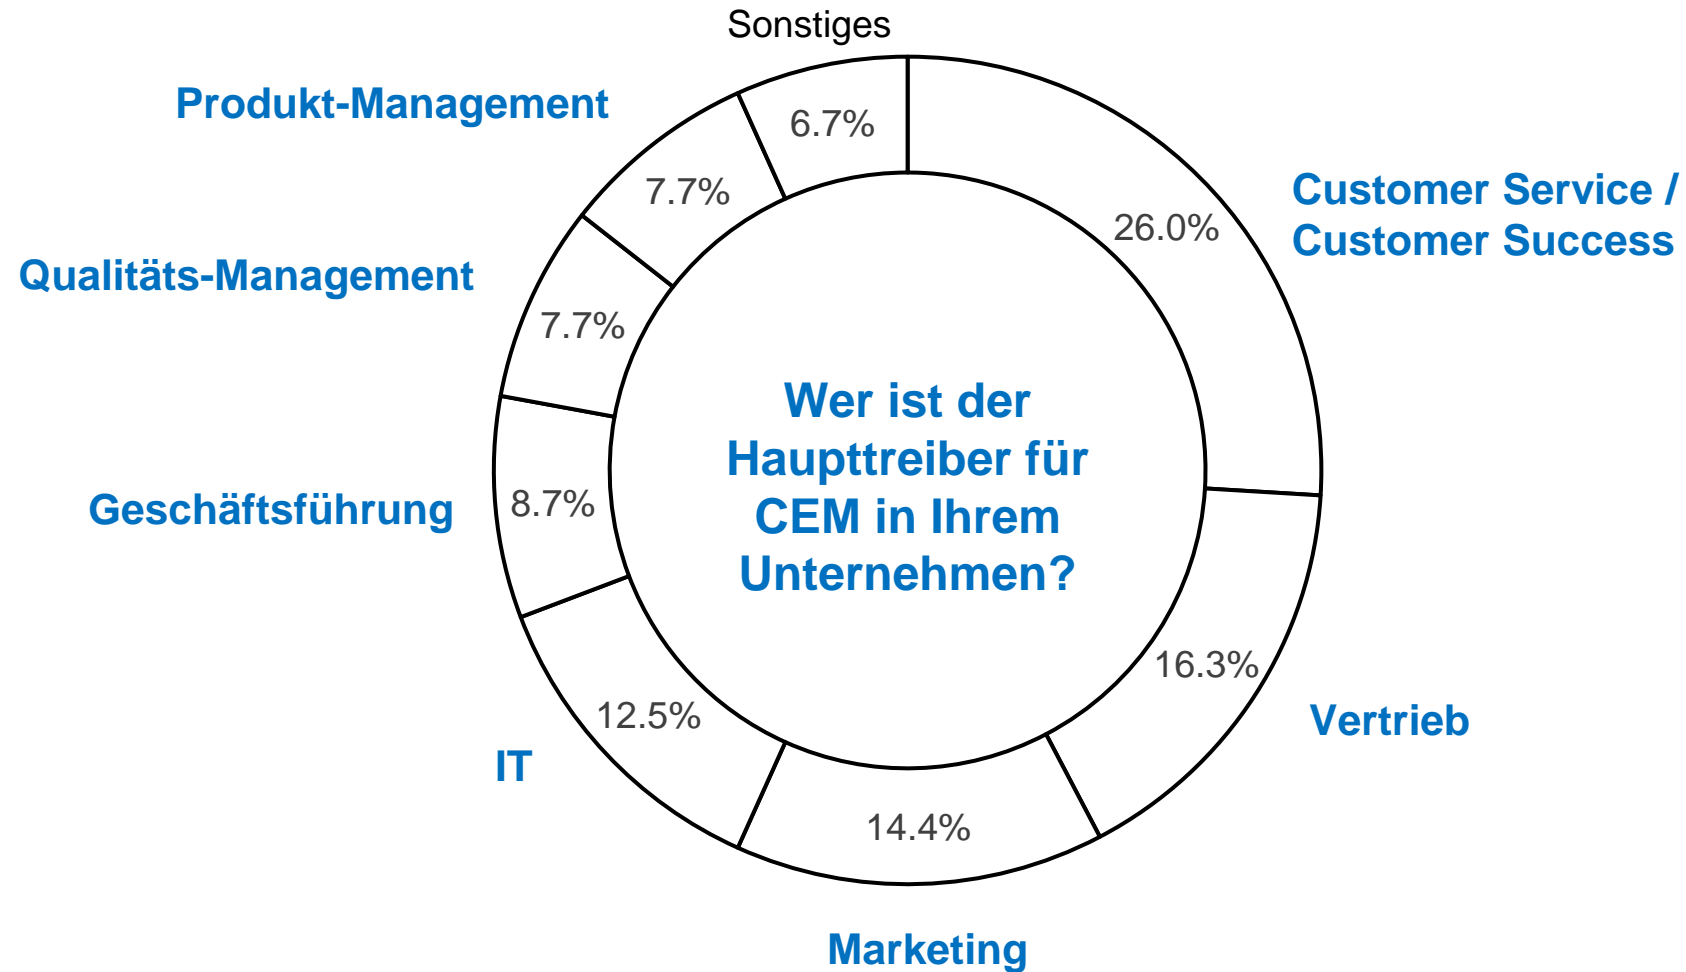 Sonstiges
Produkt-Management
6.7%
7.7%
Customer Service /
Customer Success
26.0%
Qualitäts-Management
7.7%
Wer ist der
Haupttreiber für
CEM in Ihrem
Unternehmen?
Geschäftsführung
8.7%
16.3%
Vertrieb
12.5%
IT
14.4%
Marketing